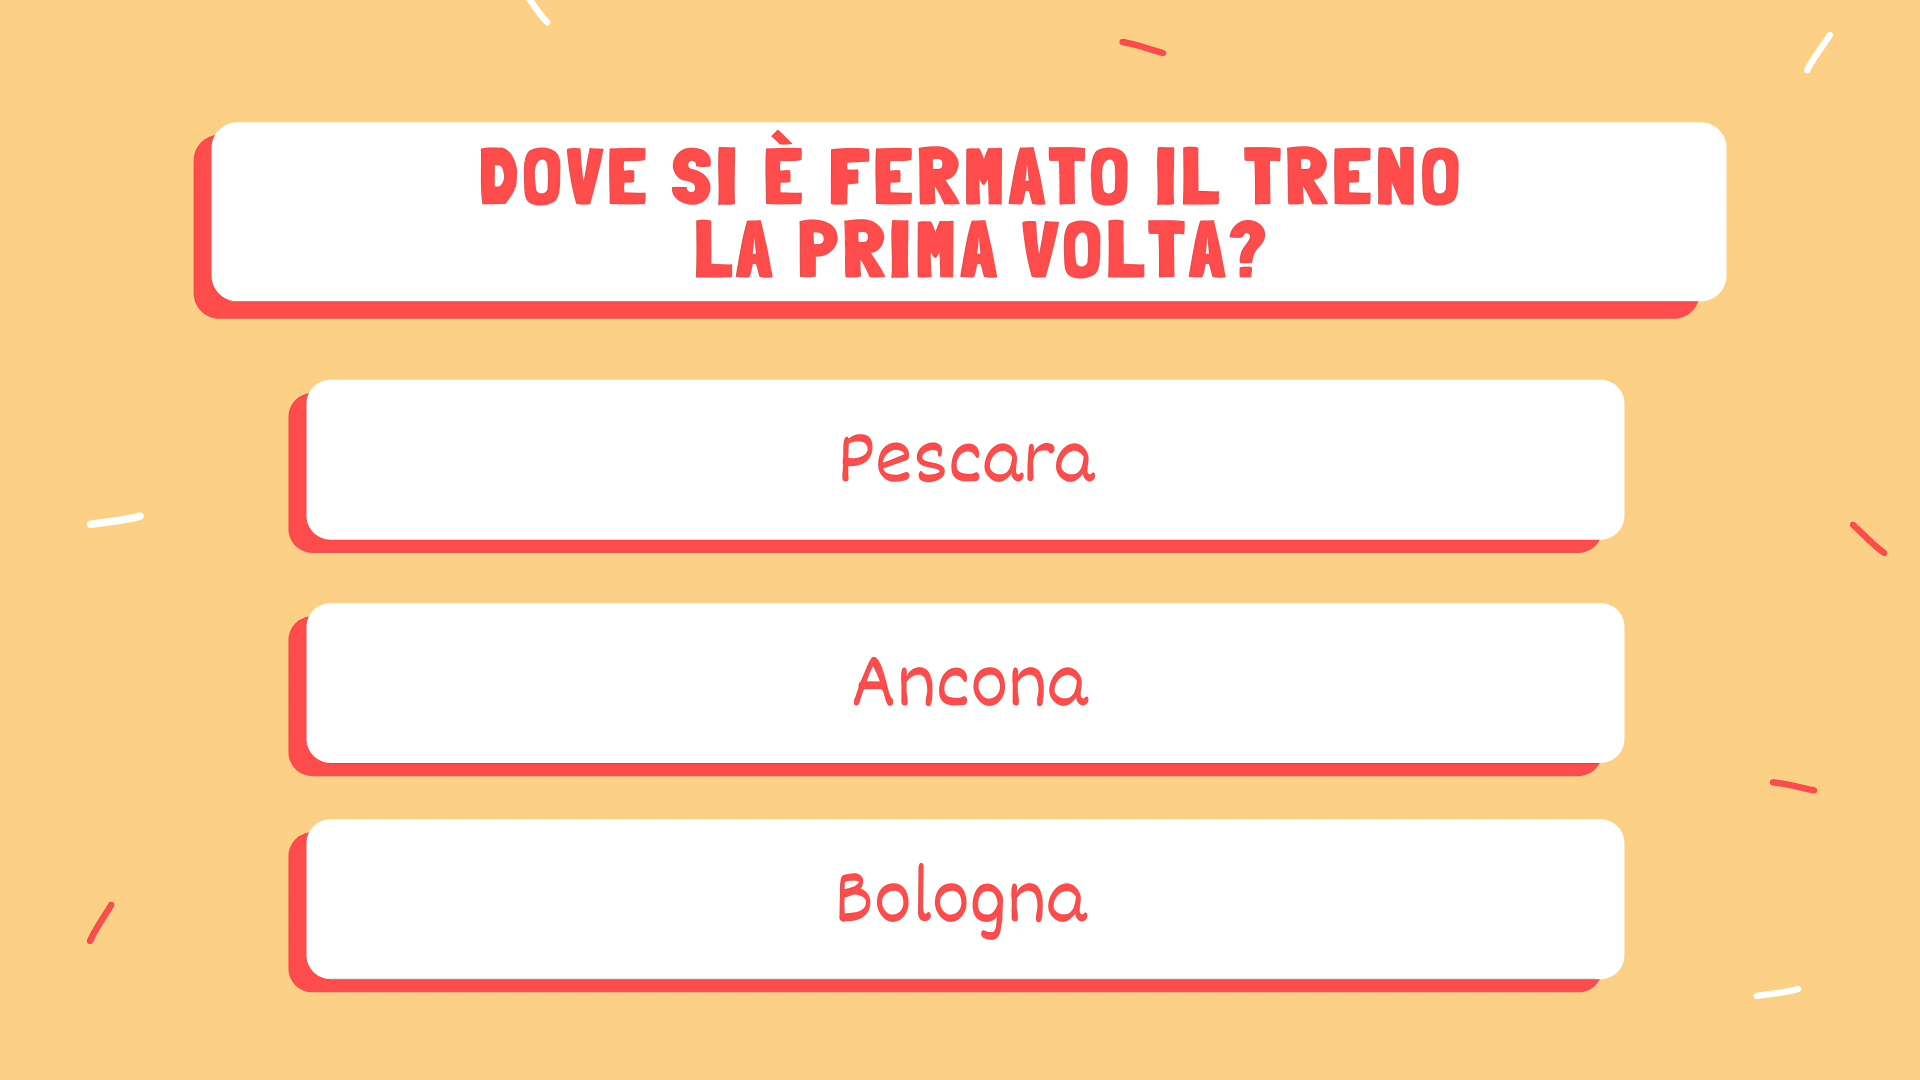 DOVE SI È FERMATO IL TRENO
LA PRIMA VOLTA?
Pescara
Ancona
Bologna